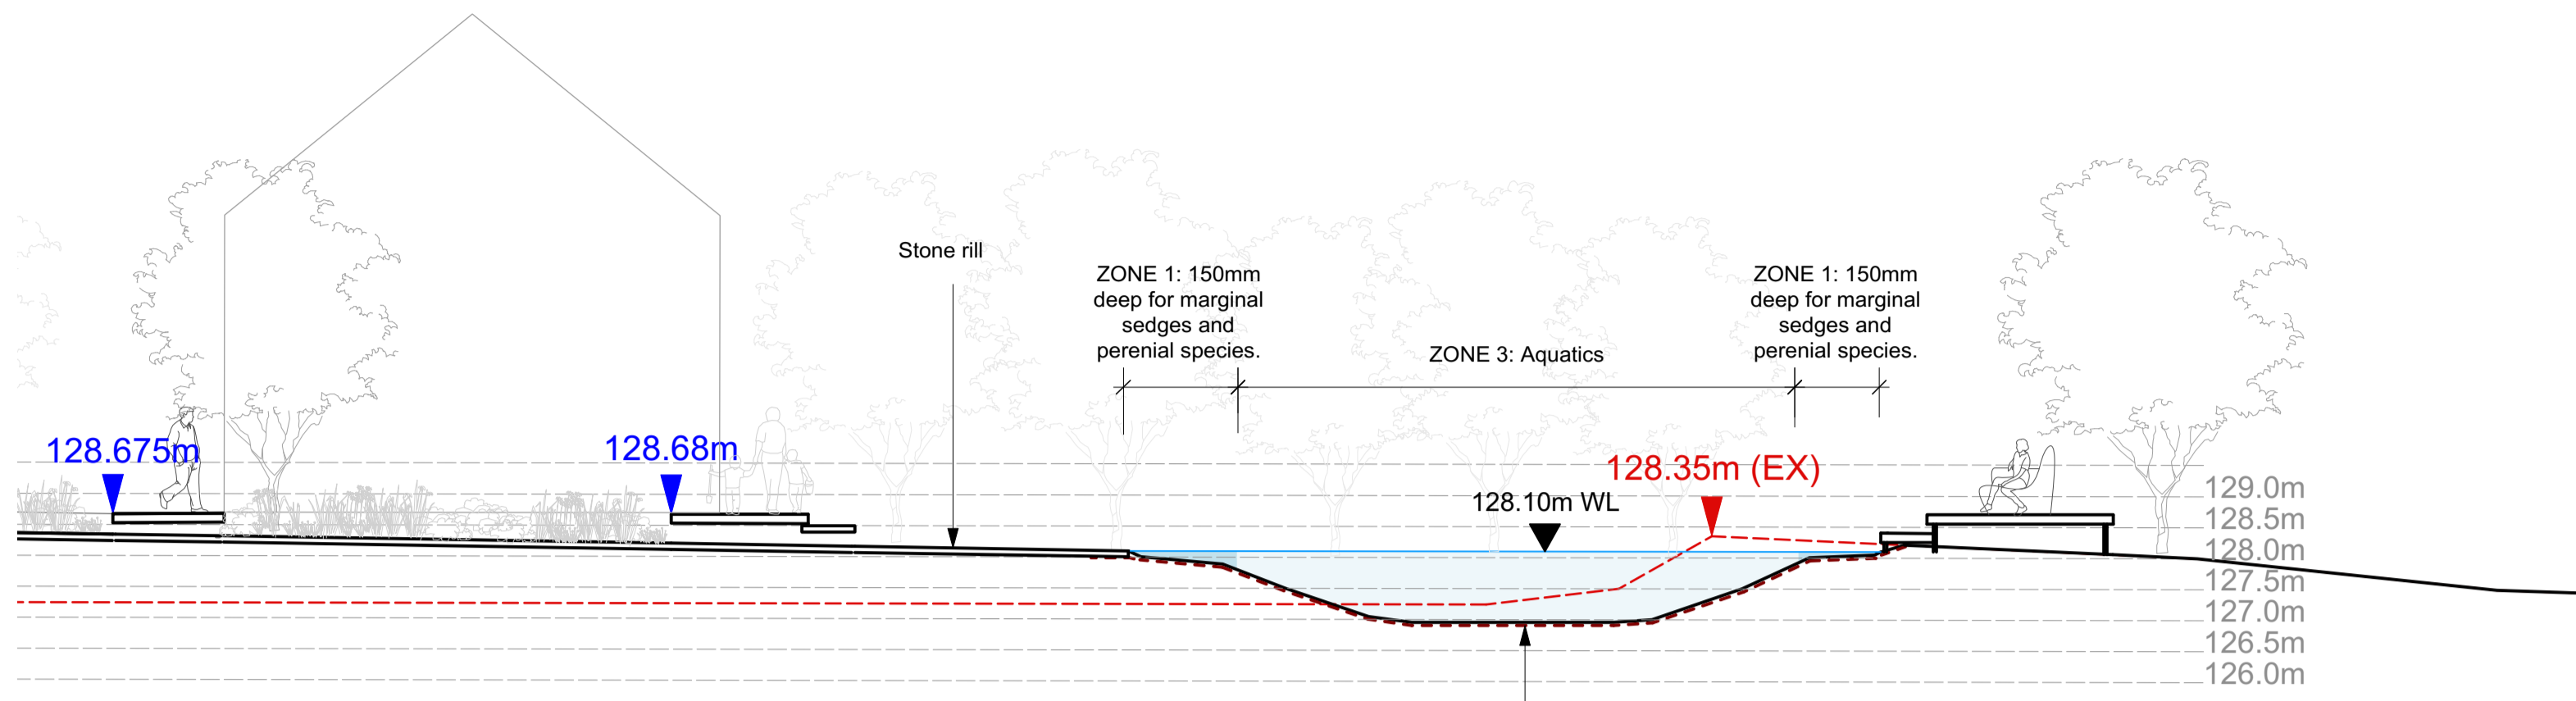 Stone rill
ZONE 1: 150mm
deep for marginal
sedges and
perenial species.
ZONE 3: Aquatics
ZONE 1: 150mm
deep for marginal
sedges and
perenial species.
128.675m
128.68m
128.10m WL
128.35m (EX)
129.0m
128.5m
128.0m
127.5m
127.0m
126.5m
126.0m